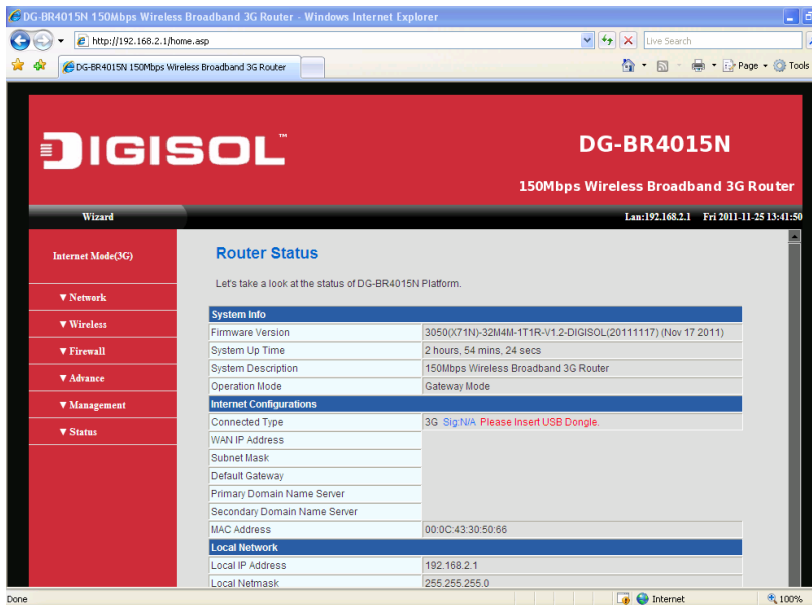 DG-BR4015N 150Mbps Wireless Broadband 3G Router - Windows Internet Explorer
http://192.168.2.1/home.asp
Live Search
DG-BR4015N 150Mbps Wireless Broadband 3G Router
Page
Tools
DIGISOL™
DG-BR4015N
150Mbps Wireless Broadband 3G Router
Wizard
Lan:192.168.2.1 Fri 2011-11-25 13:41:50
Internet Mode(3G)
▼ Network
▼ Wireless
▼ Firewall
▼ Advance
▼ Management
▼ Status
Router Status
Let's take a look at the status of DG-BR4015N Platform.
System Info
Firmware Version 3050(X71N)-32M4M-1T1R-V1.2-DIGISOL(20111117) (Nov 17 2011)
System Up Time 2 hours, 54 mins, 24 secs
System Description 150Mbps Wireless Broadband 3G Router
Operation Mode Gateway Mode
Internet Configurations
Connected Type 3G Sig:N/A Please Insert USB Dongle.
WAN IP Address
Subnet Mask
Default Gateway
Primary Domain Name Server
Secondary Domain Name Server
MAC Address 00:0C:43:30:50:66
Local Network
Local IP Address 192.168.2.1
Local Netmask 255.255.255.0
Done
Internet
100%